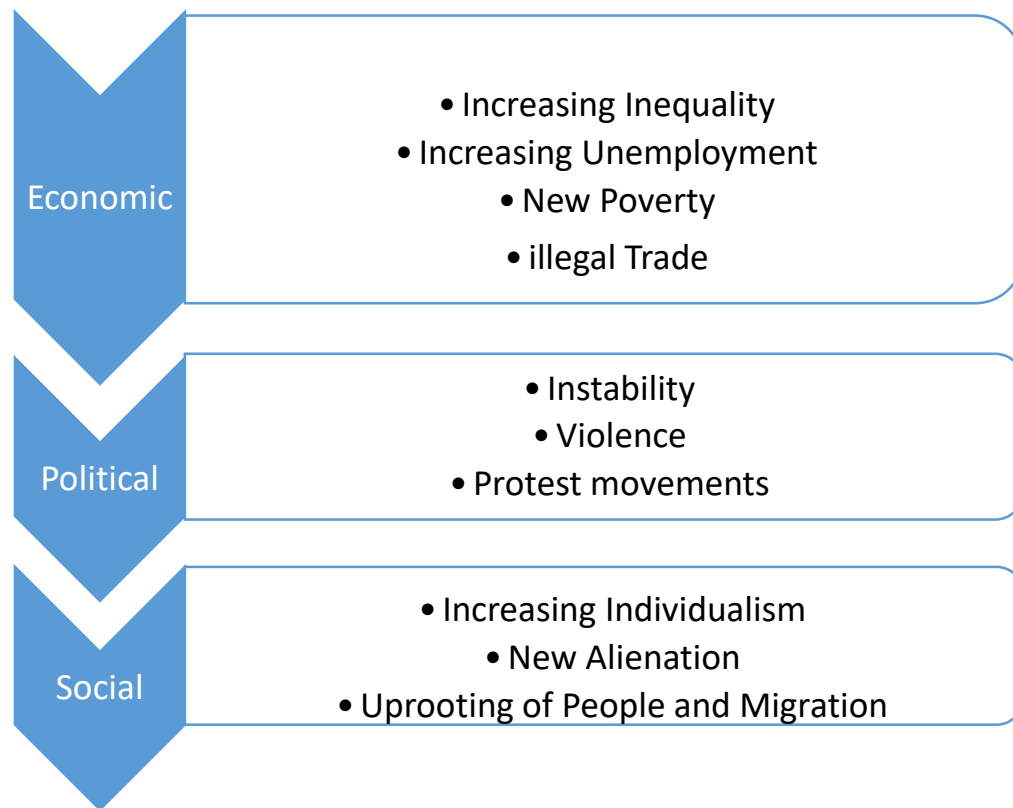 Economic
• Increasing Inequality
• Increasing Unemployment
• New Poverty
• illegal Trade
Political
• Instability
• Violence
• Protest movements
Social
• Increasing Individualism
• New Alienation
• Uprooting of People and Migration